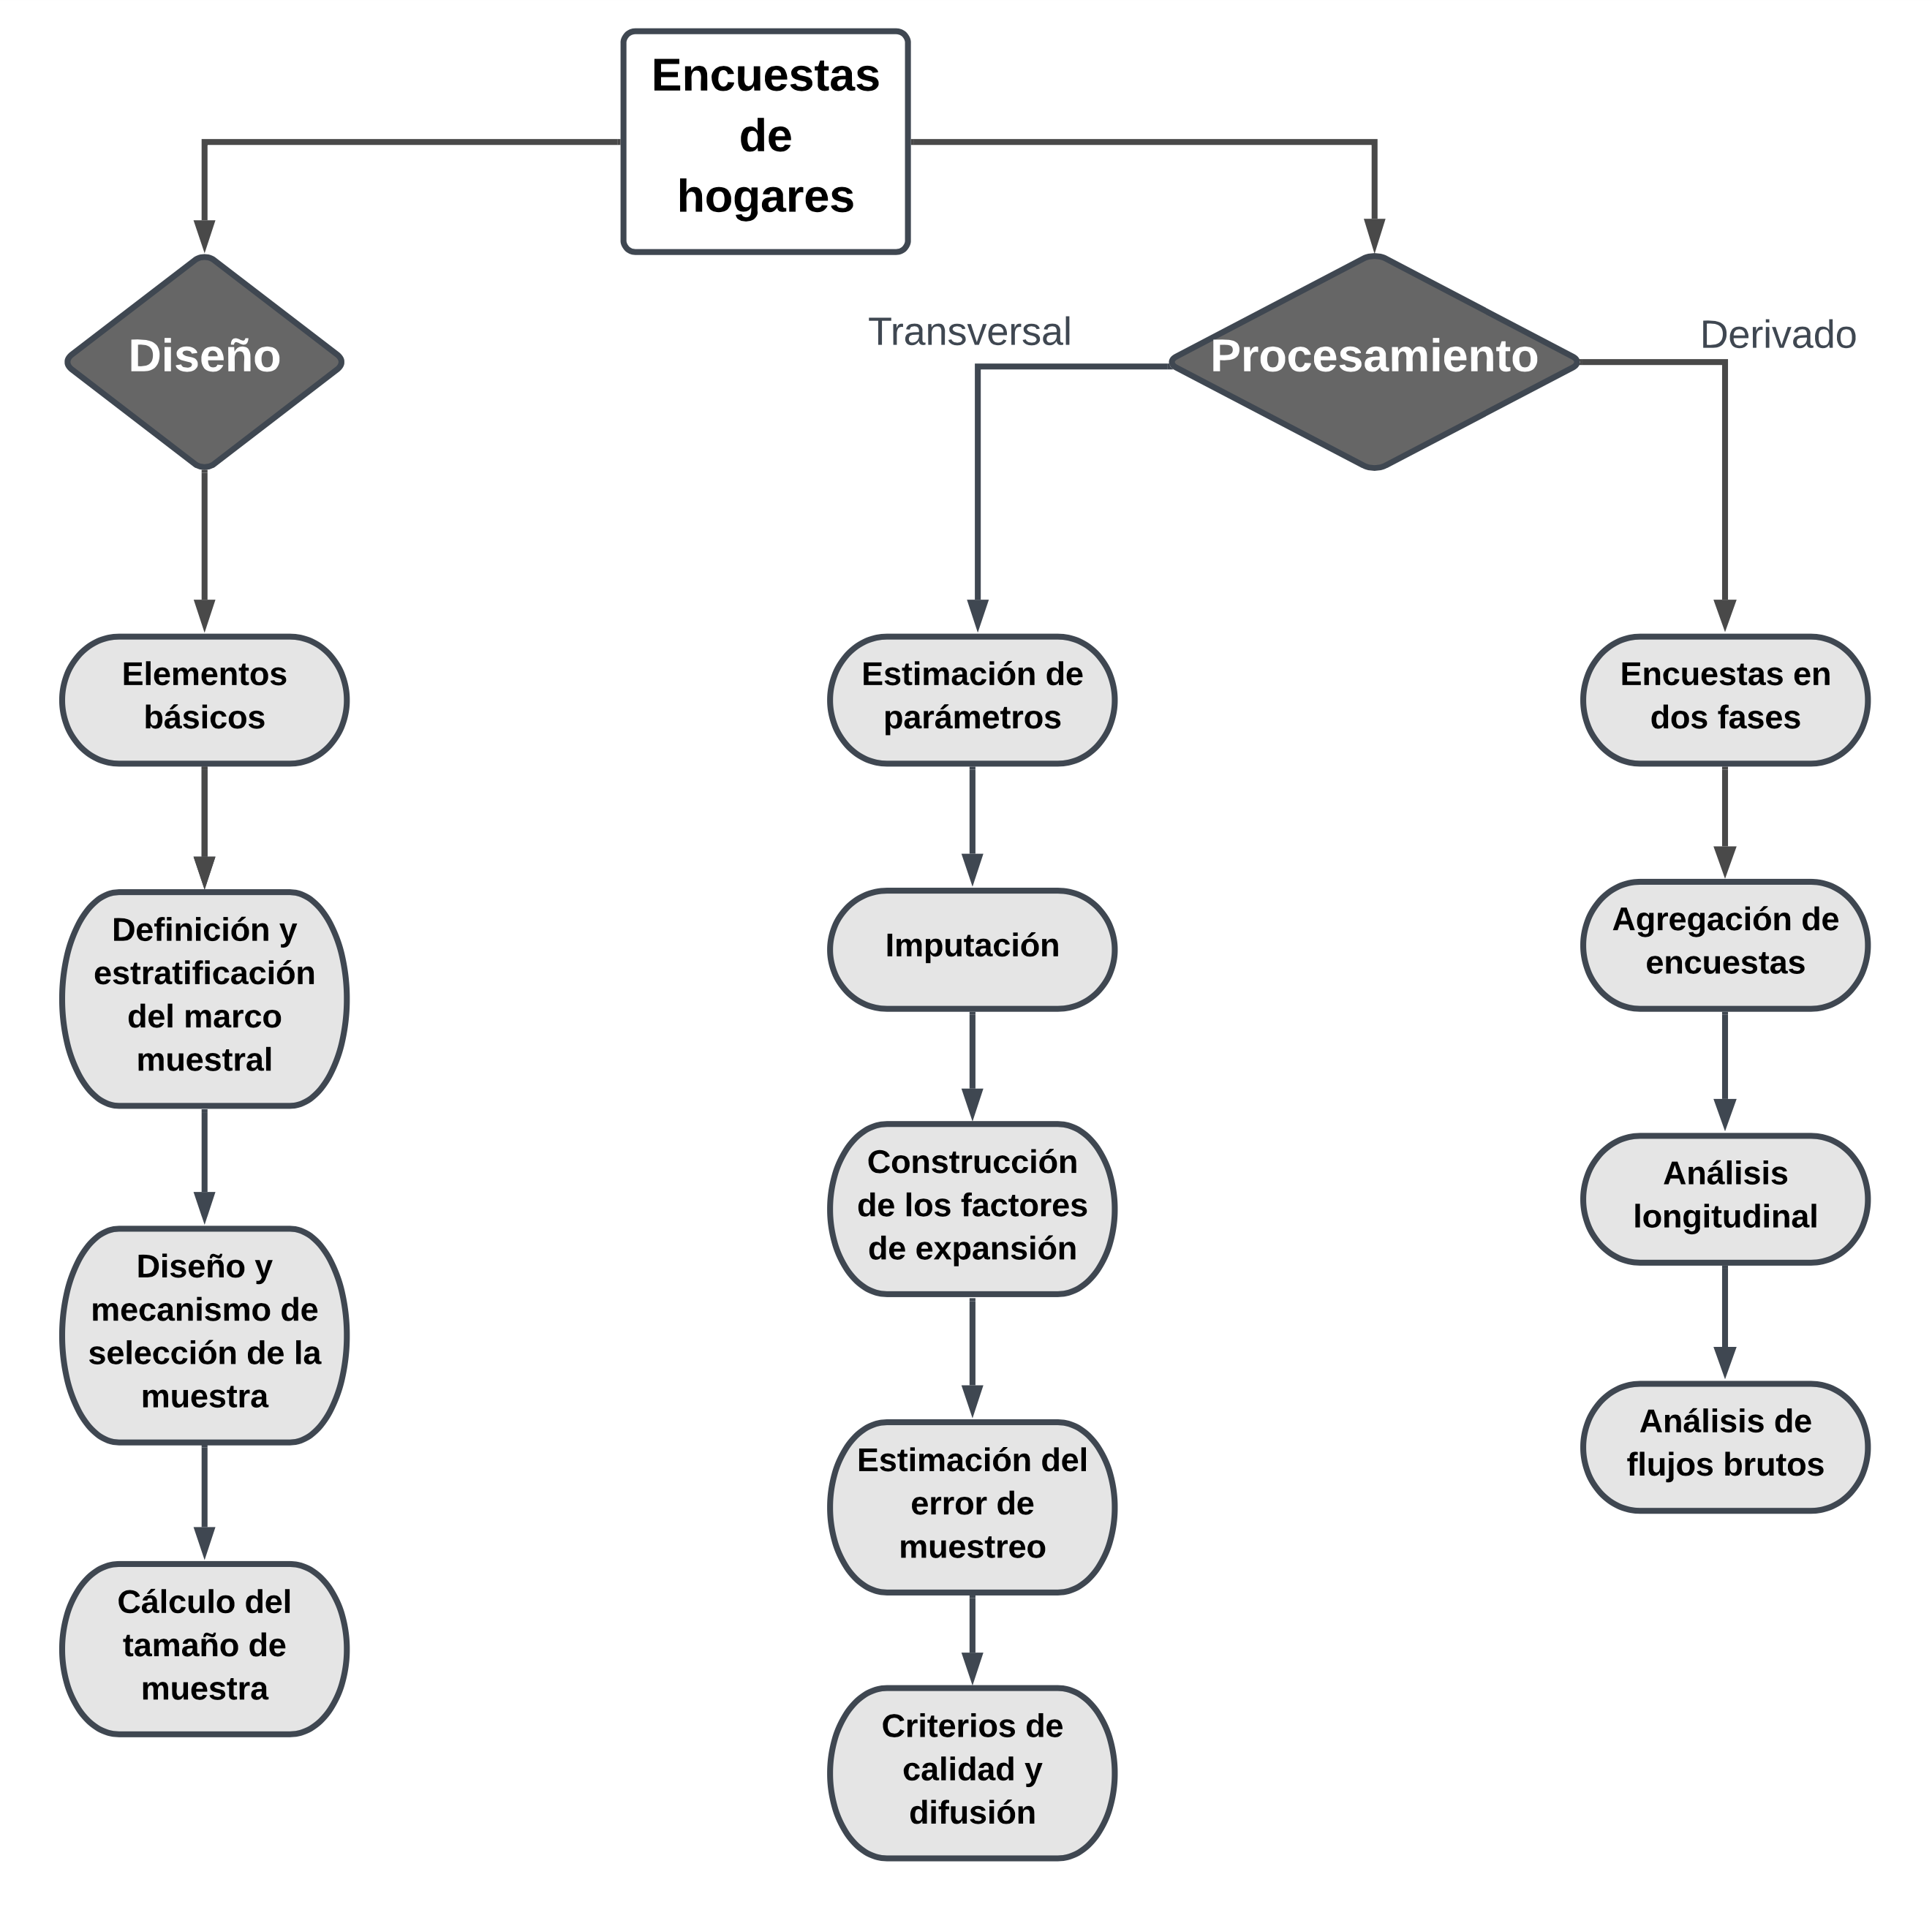 Encuestas
de
hogares
Diseño
Transversal
Procesamiento
Derivado
Elementos
básicos
Definición y
estratificación
del marco
muestral
Diseño y
mecanismo de
selección de la
muestra
Cálculo del
tamaño de
muestra
Estimación de
parámetros
Imputación
Construcción
de los factores
de expansión
Estimación del
error de
muestreo
Criterios de
calidad y
difusión
Encuestas en
dos fases
Agregación de
encuestas
Análisis
longitudinal
Análisis de
flujos brutos